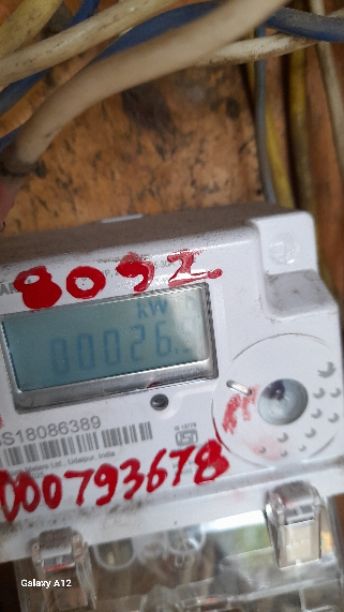 8092.
kW
00026.
S18086389
Udaipur, India
000793678
Galaxy A12